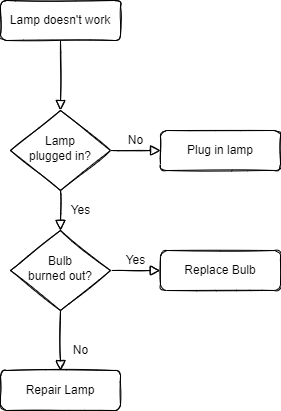 Lamp doesn't work
Lamp
plugged in?
No
Plug in lamp
Yes
Bulb
burned out?
Yes
Replace Bulb
No
Repair Lamp